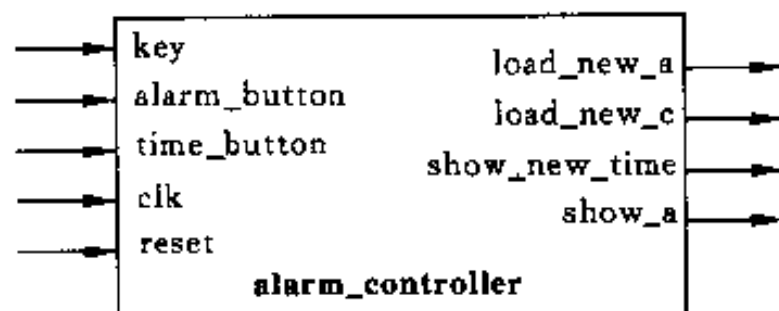 key
alarm_button
time_button
clk
reset
load_new_a
load_new_c
show_new_time
show_a
alarm_controller